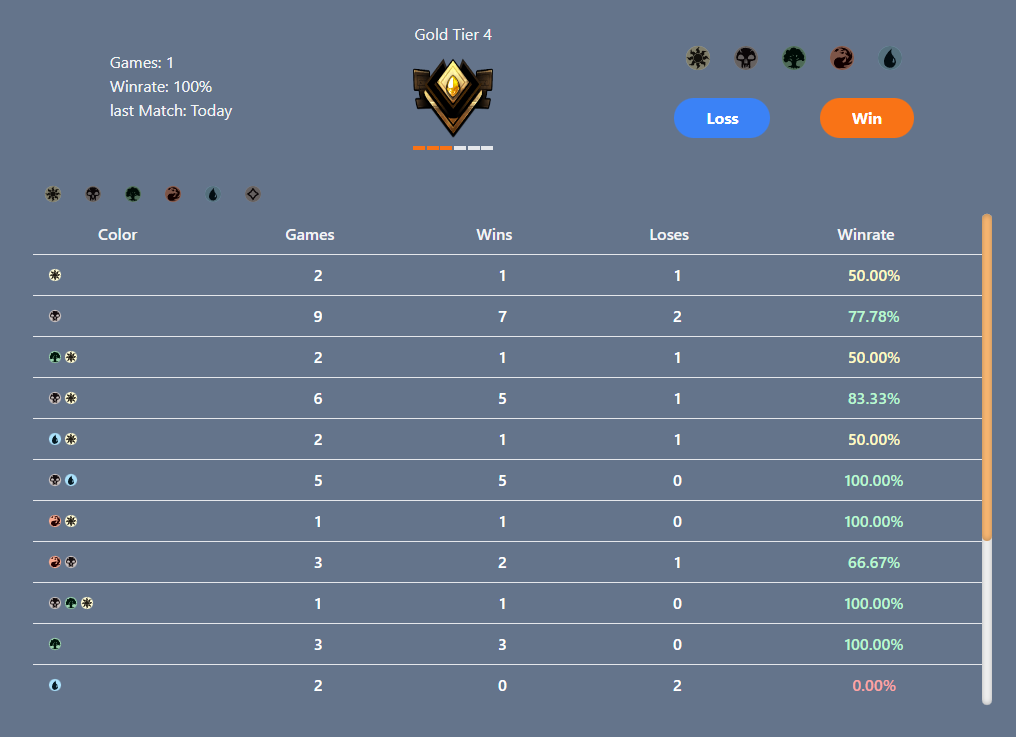 Gold Tier 4
Games: 1
Winrate: 100%
last Match: Today
Loss Win
Color Games Wins Loses Winrate
2 1 1 50.00%
9 7 2 77.78%
2 1 1 50.00%
6 5 1 83.33%
2 1 1 50.00%
5 5 0 100.00%
1 1 0 100.00%
3 2 1 66.67%
1 1 0 100.00%
3 3 0 100.00%
2 0 2 0.00%